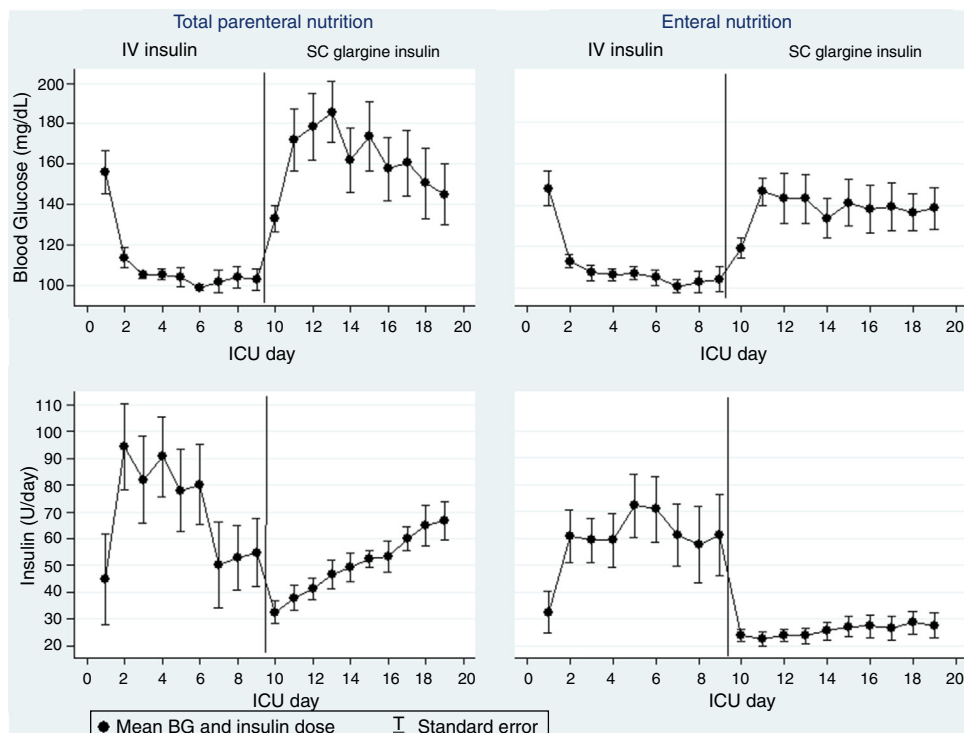 Total parenteral nutrition
Enteral nutrition
IV insulin
SC glargine insulin
IV insulin
SC glargine insulin
Blood Glucose (mg/dL)
200
180
160
140
120
100
0 2 4 6 8 10 12 14 16 18 20
ICU day
0 2 4 6 8 10 12 14 16 18 20
ICU day
Insulin (U/day)
110
100
90
80
70
60
50
40
30
20
0 2 4 6 8 10 12 14 16 18 20
ICU day
0 2 4 6 8 10 12 14 16 18 20
ICU day
Mean BG and insulin dose
Standard error